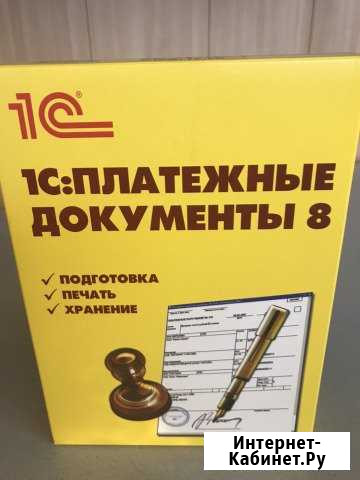 1С
1С:ПЛАТЕЖНЫЕ
ДОКУМЕНТЫ 8
ПОДГОТОВКА
ПЕЧАТЬ
ХРАНЕНИЕ
Интернет-
Кабинет.Ру